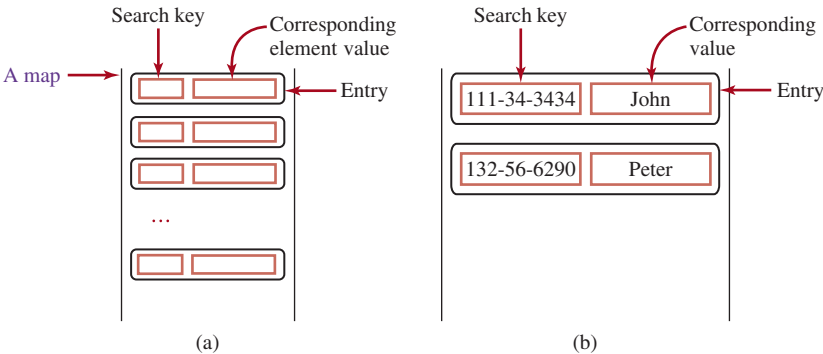 Search key
Corresponding
element value
A map
Entry
...
(a)
Search key
Corresponding
value
111-34-3434 John
Entry
132-56-6290 Peter
(b)